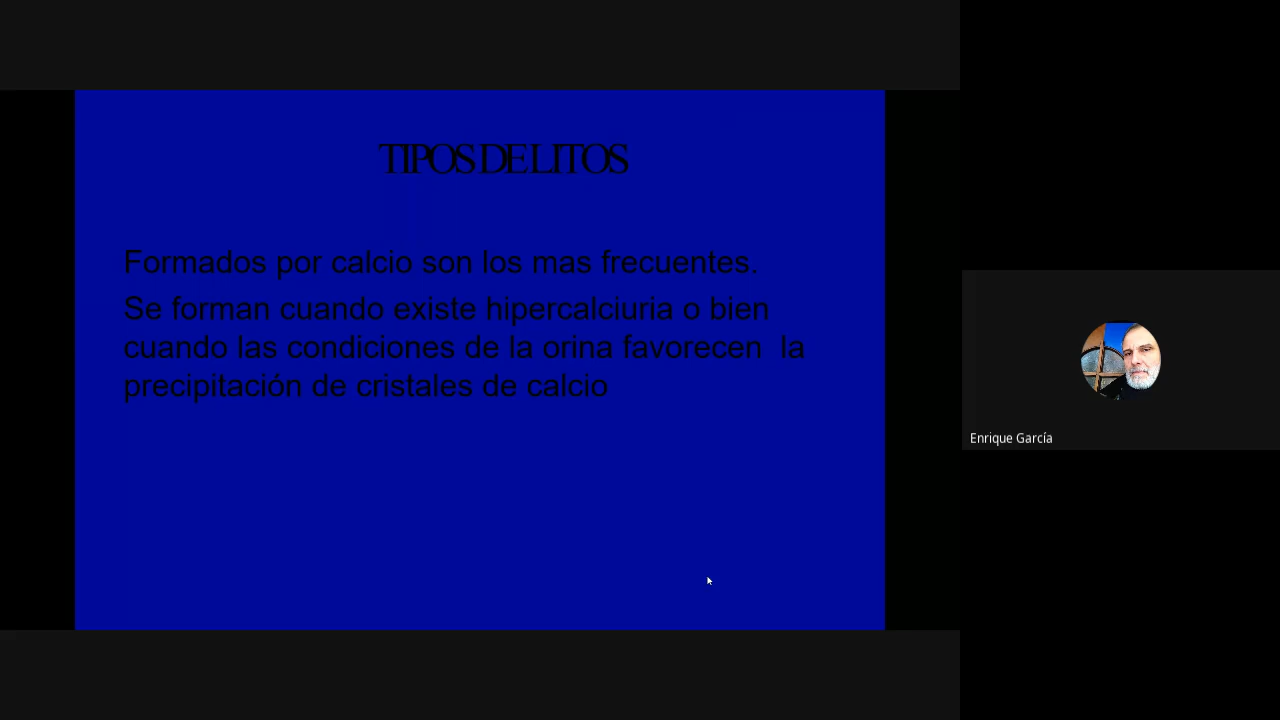 TIPOS DE LITOS
Formados por calcio son los mas frecuentes.
Se forman cuando existe hipercalciuria o bien
cuando las condiciones de la orina favorecen  la
precipitación de cristales de calcio
Enrique García